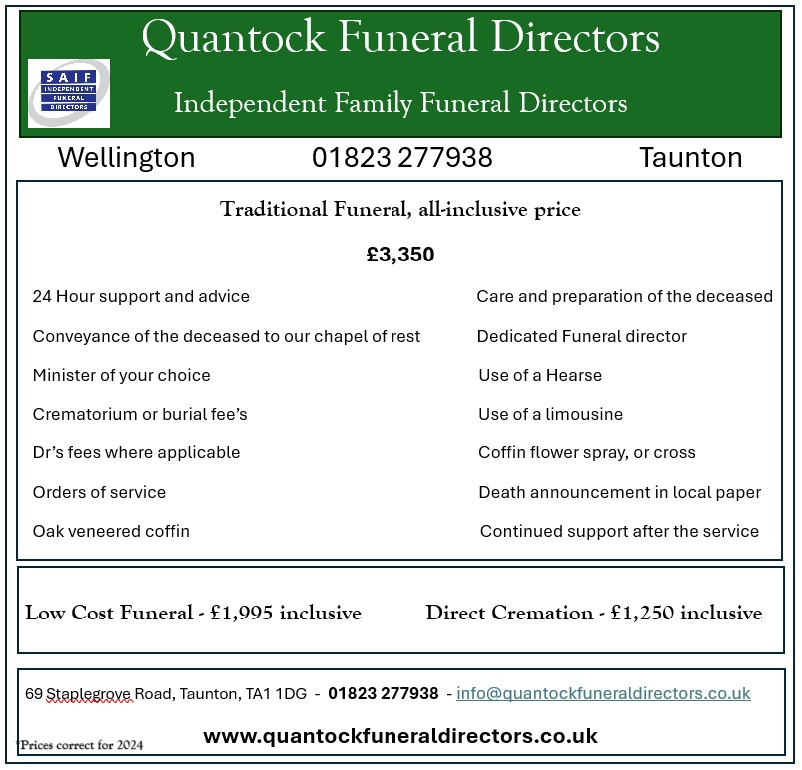 Quantock Funeral Directors
SAIF
INDEPENDENT
FUNERAL
DIRECTORS
Independent Family Funeral Directors
Wellington 01823 277938 Taunton
Traditional Funeral, all-inclusive price
£3,350
24 Hour support and advice Care and preparation of the deceased
Conveyance of the deceased to our chapel of rest Dedicated Funeral director
Minister of your choice Use of a Hearse
Crematorium or burial fee’s Use of a limousine
Dr’s fees where applicable Coffin flower spray, or cross
Orders of service Death announcement in local paper
Oak veneered coffin Continued support after the service
Low Cost Funeral - £1,995 inclusive Direct Cremation - £1,250 inclusive
69 Staplegrove Road, Taunton, TA1 1DG - 01823 277938 - info@quantockfuneraldirectors.co.uk
www.quantockfuneraldirectors.co.uk
*Prices correct for 2024